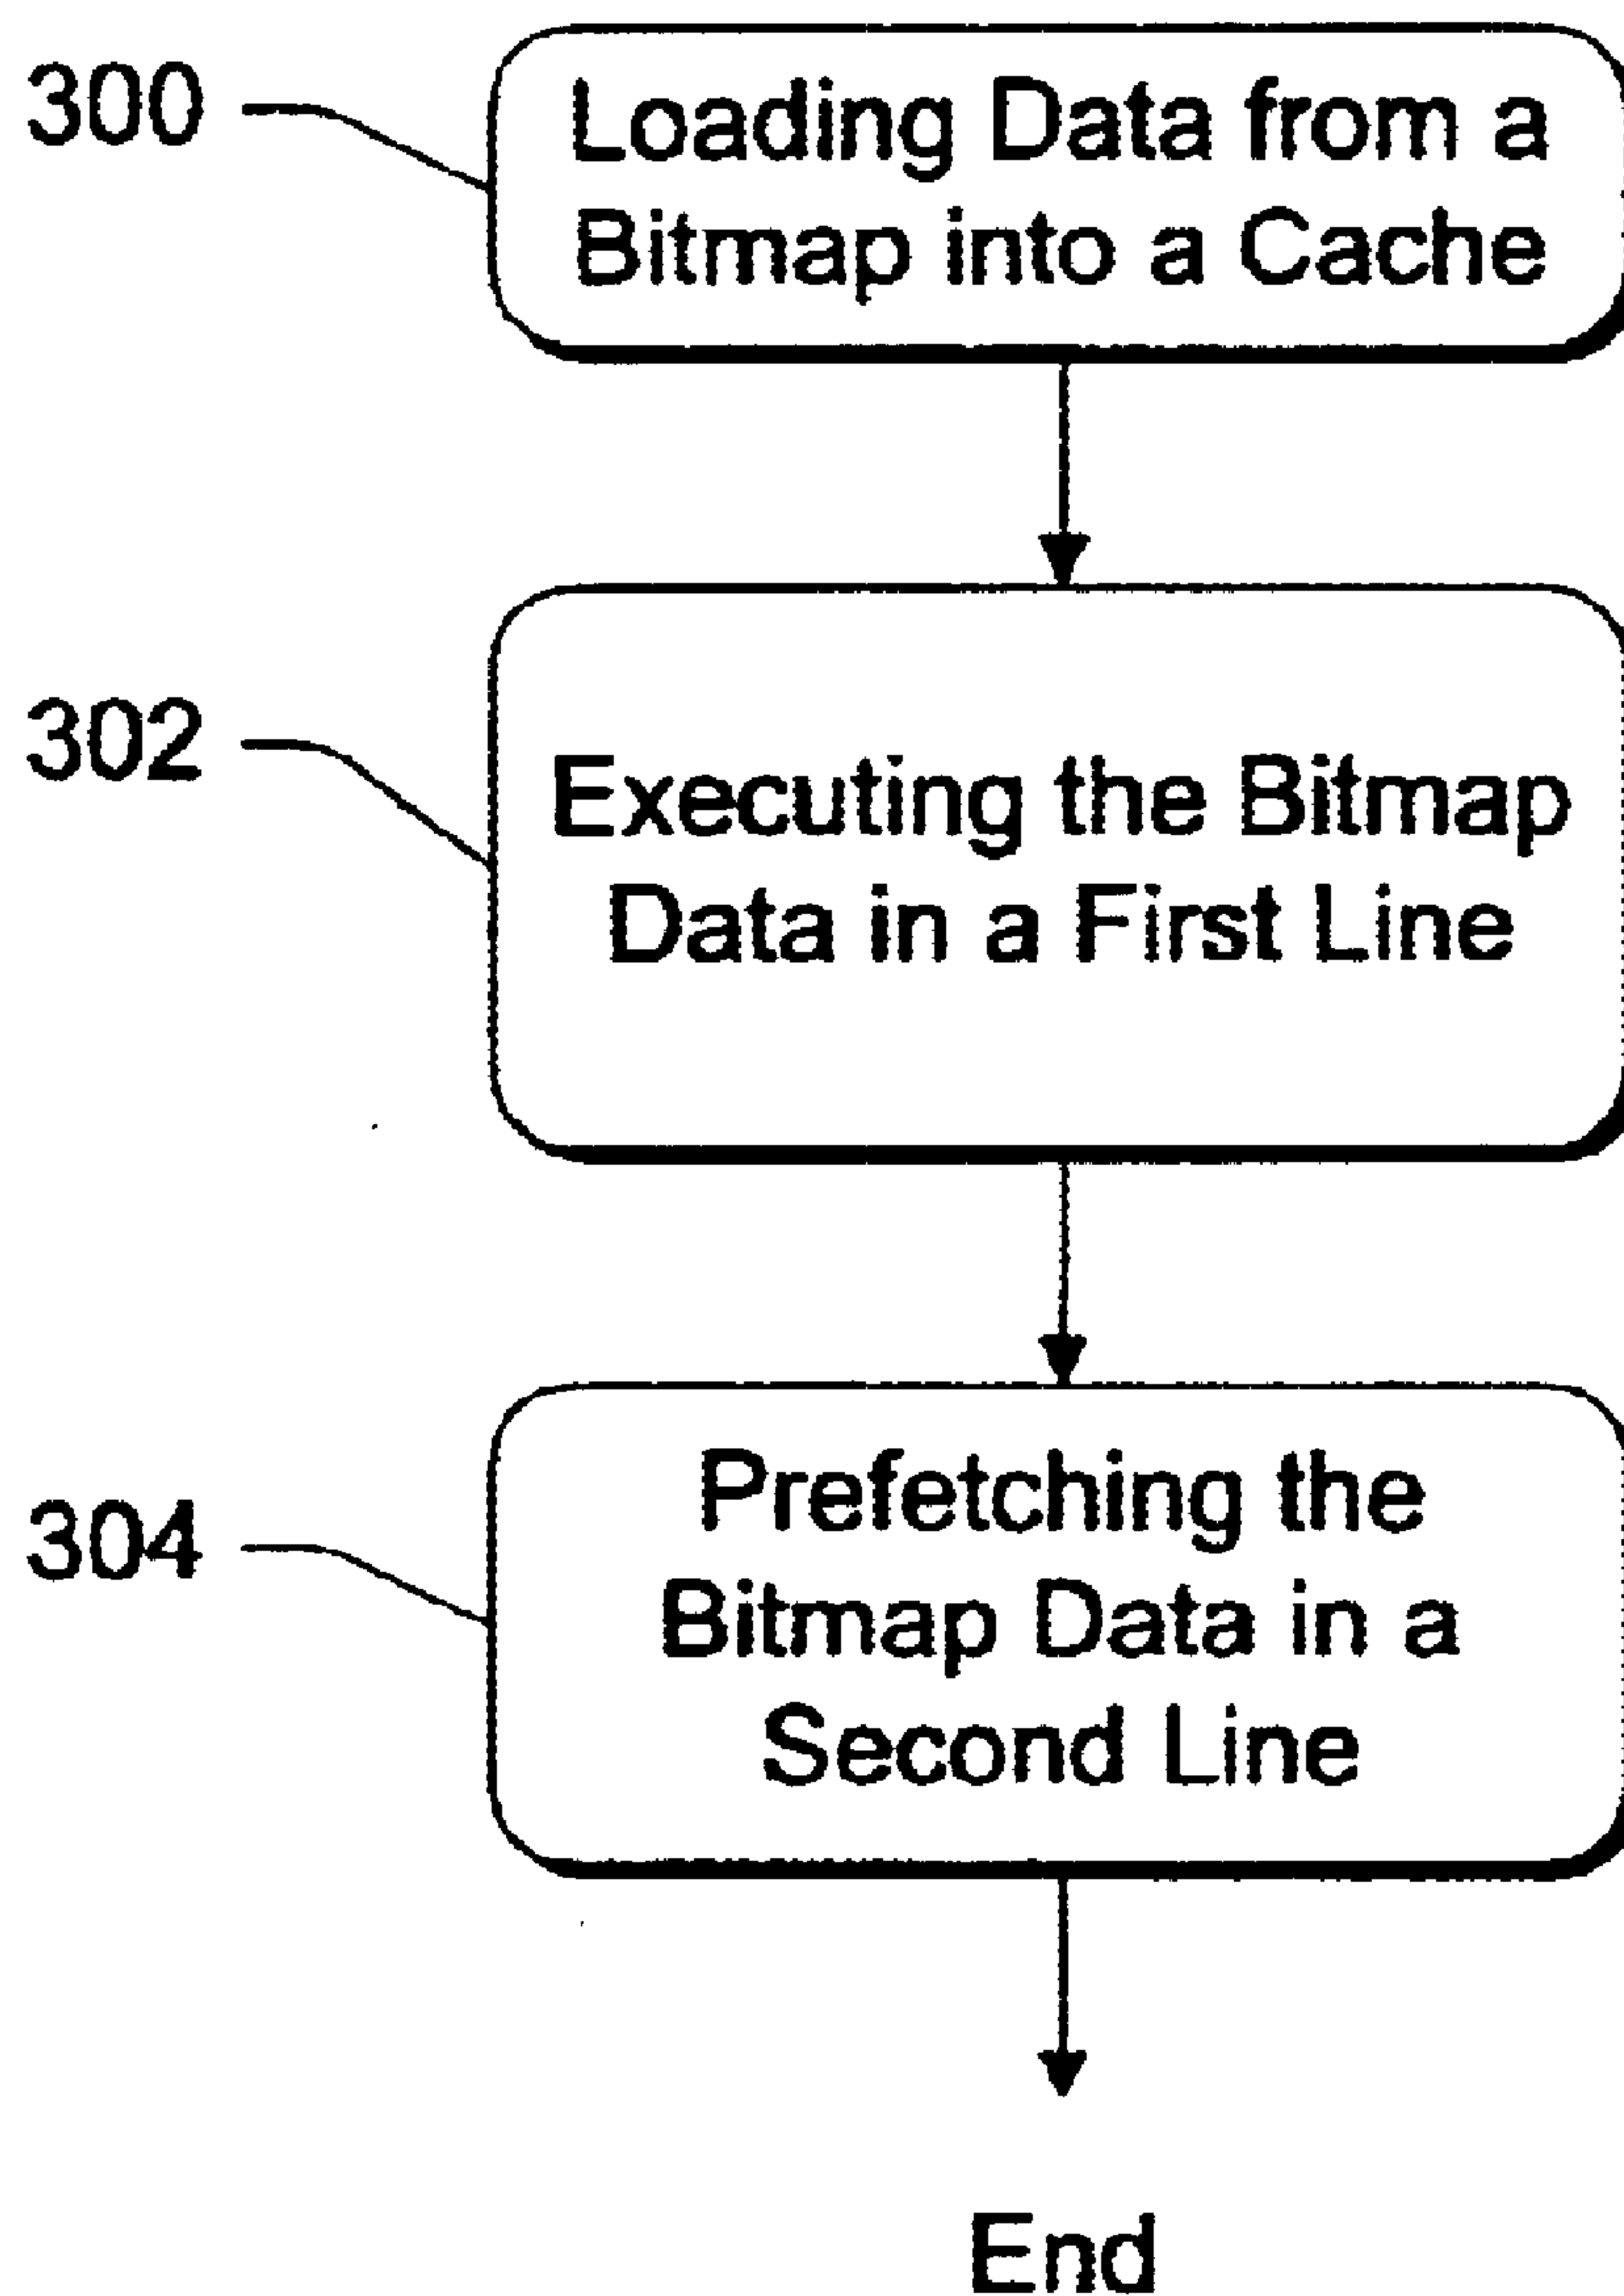 300
Loading Data from a
Bitmap into a Cache
302
Executing the Bitmap
Data in a First Line
304
Prefetching the
Bitmap Data in a
Second Line
End